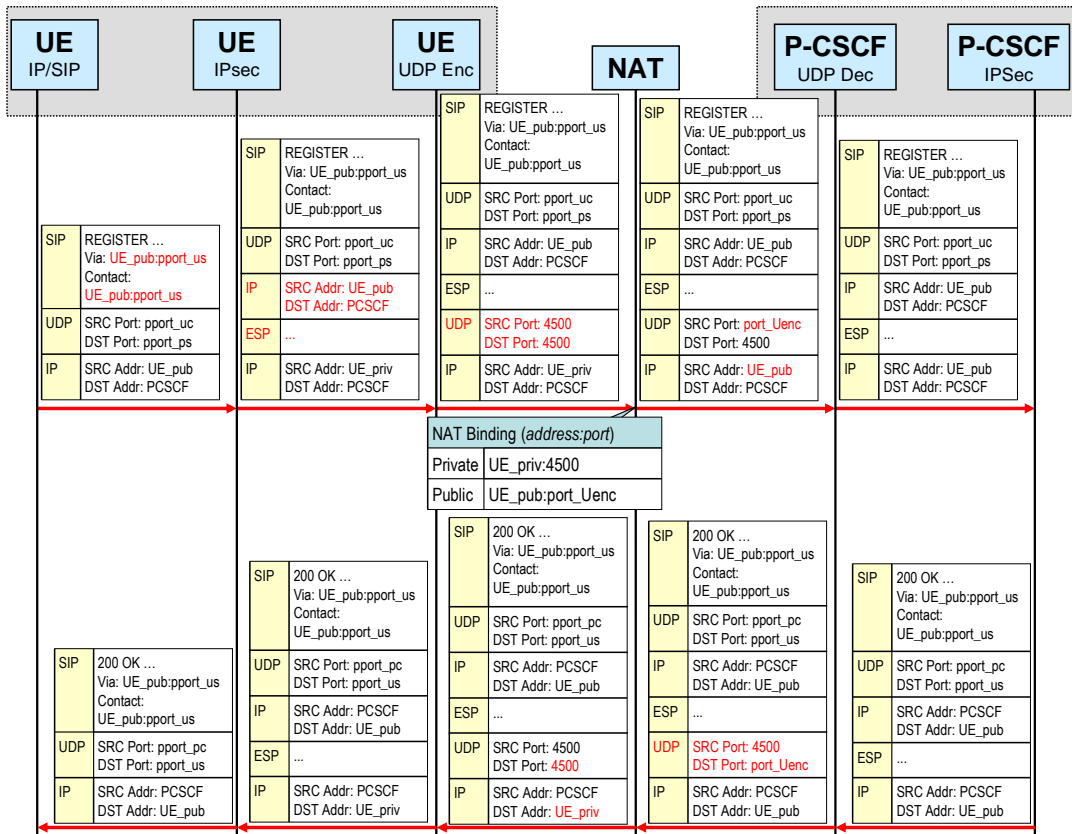 UE
IP/SIP
UE
IPsec
UE
UDP Enc
NAT
P-CSCF
UDP Dec
P-CSCF
IPSec
SIP REGISTER ...
Via: UE_pub:pport_us
Contact:
UE_pub:pport_us
UDP SRC Port: pport_uc
DST Port: pport_ps
IP SRC Addr: UE_pub
DST Addr: PCSCF
SIP REGISTER ...
Via: UE_pub:pport_us
Contact:
UE_pub:pport_us
UDP SRC Port: pport_uc
DST Port: pport_ps
IP SRC Addr: UE_pub
DST Addr: PCSCF
ESP ...
IP SRC Addr: UE_priv
DST Addr: PCSCF
SIP REGISTER ...
Via: UE_pub:pport_us
Contact:
UE_pub:pport_us
UDP SRC Port: pport_uc
DST Port: pport_ps
IP SRC Addr: UE_pub
DST Addr: PCSCF
ESP ...
UDP SRC Port: 4500
DST Port: 4500
IP SRC Addr: UE_priv
DST Addr: PCSCF
SIP REGISTER ...
Via: UE_pub:pport_us
Contact:
UE_pub:pport_us
UDP SRC Port: pport_uc
DST Port: pport_ps
IP SRC Addr: UE_pub
DST Addr: PCSCF
ESP ...
UDP SRC Port: port_Uenc
DST Port: 4500
IP SRC Addr: UE_pub
DST Addr: PCSCF
SIP REGISTER ...
Via: UE_pub:pport_us
Contact:
UE_pub:pport_us
UDP SRC Port: pport_uc
DST Port: pport_ps
IP SRC Addr: UE_pub
DST Addr: PCSCF
ESP ...
IP SRC Addr: UE_pub
DST Addr: PCSCF
NAT Binding (address:port)
Private UE_priv:4500
Public UE_pub:port_Uenc
SIP 200 OK ...
Via: UE_pub:pport_us
Contact:
UE_pub:pport_us
UDP SRC Port: pport_pc
DST Port: pport_us
IP SRC Addr: PCSCF
DST Addr: UE_pub
SIP 200 OK ...
Via: UE_pub:pport_us
Contact:
UE_pub:pport_us
UDP SRC Port: pport_pc
DST Port: pport_us
IP SRC Addr: PCSCF
DST Addr: UE_pub
ESP ...
IP SRC Addr: PCSCF
DST Addr: UE_priv
SIP 200 OK ...
Via: UE_pub:pport_us
Contact:
UE_pub:pport_us
UDP SRC Port: pport_pc
DST Port: pport_us
IP SRC Addr: PCSCF
DST Addr: UE_pub
ESP ...
UDP SRC Port: 4500
DST Port: 4500
IP SRC Addr: PCSCF
DST Addr: UE_priv
SIP 200 OK ...
Via: UE_pub:pport_us
Contact:
UE_pub:pport_us
UDP SRC Port: pport_pc
DST Port: pport_us
IP SRC Addr: PCSCF
DST Addr: UE_pub
ESP ...
UDP SRC Port: 4500
DST Port: port_Uenc
IP SRC Addr: PCSCF
DST Addr: UE_pub
SIP 200 OK ...
Via: UE_pub:pport_us
Contact:
UE_pub:pport_us
UDP SRC Port: pport_pc
DST Port: pport_us
IP SRC Addr: PCSCF
DST Addr: UE_pub
ESP ...
IP SRC Addr: PCSCF
DST Addr: UE_pub